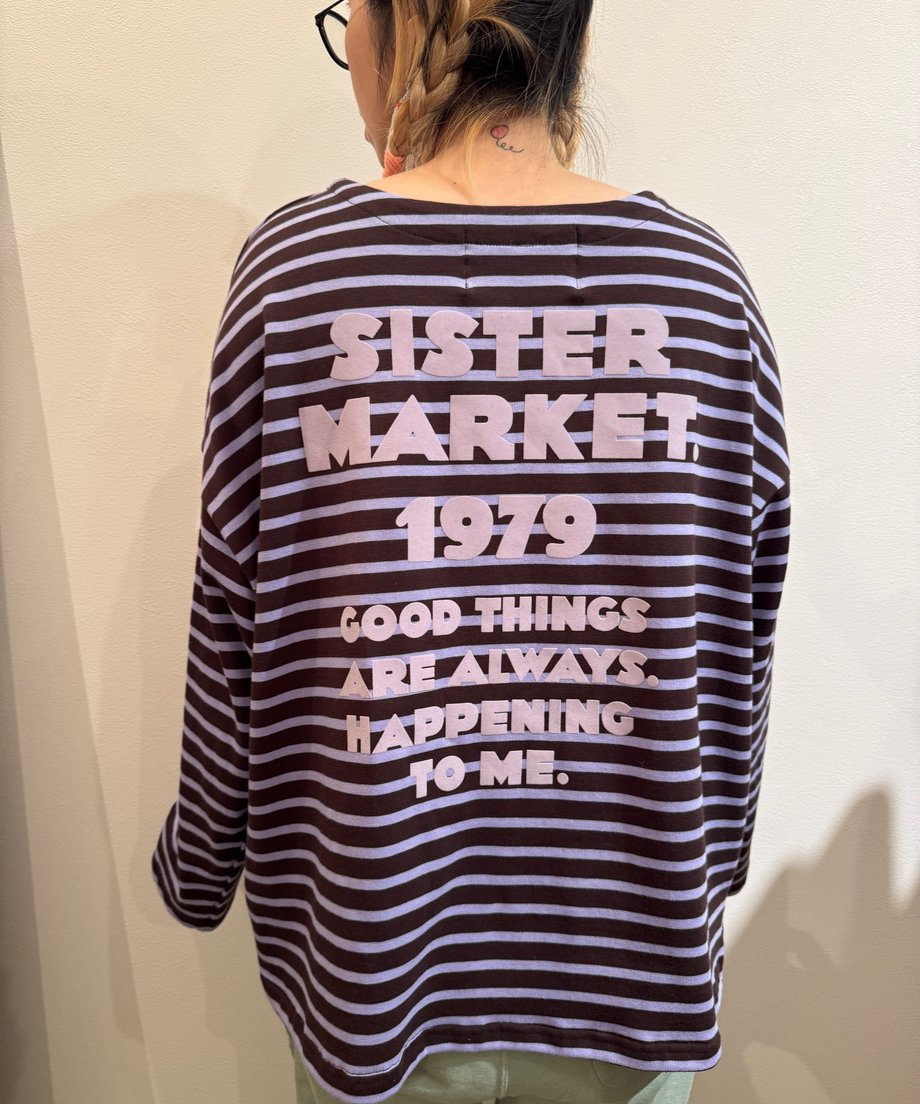 SISTER
MARKET.
1979
GOOD THINGS
ARE ALWAYS.
HAPPENING
TO ME.